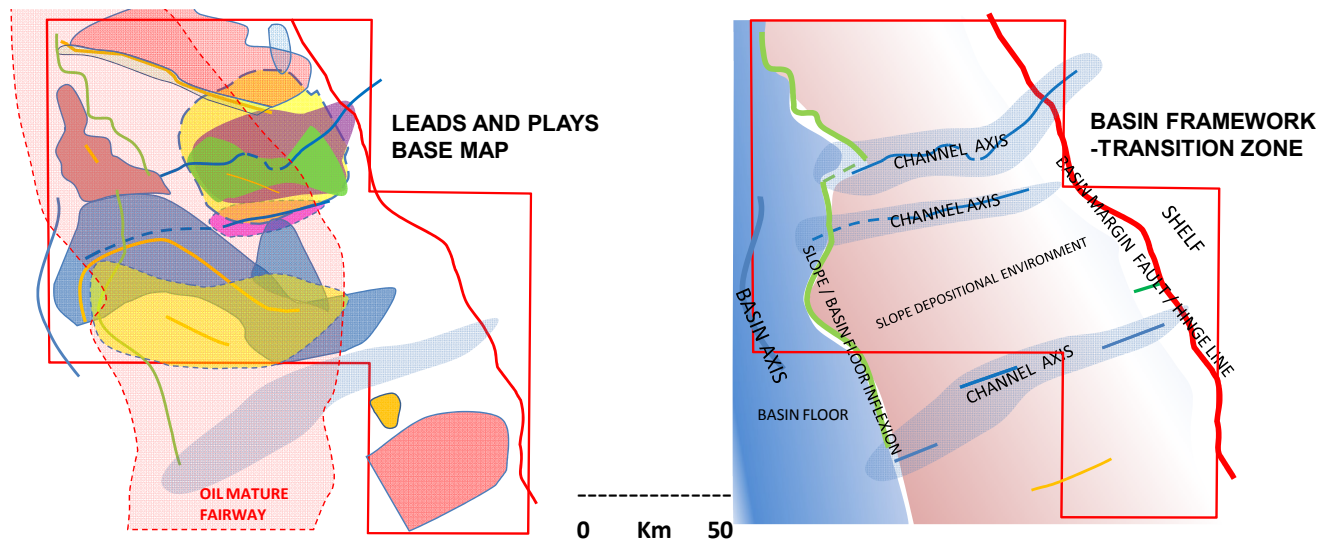 LEADS AND PLAYS
BASE MAP
OIL MATURE
FAIRWAY
0 Km 50
BASIN FRAMEWORK
-TRANSITION ZONE
CHANNEL AXIS
CHANNEL AXIS
BASIN MARGIN FAULT / HINGE LINE
SHELF
SLOPE DEPOSITIONAL ENVIRONMENT
SLOPE / BASIN FLOOR INFLEXION
BASIN AXIS
CHANNEL AXIS
BASIN FLOOR